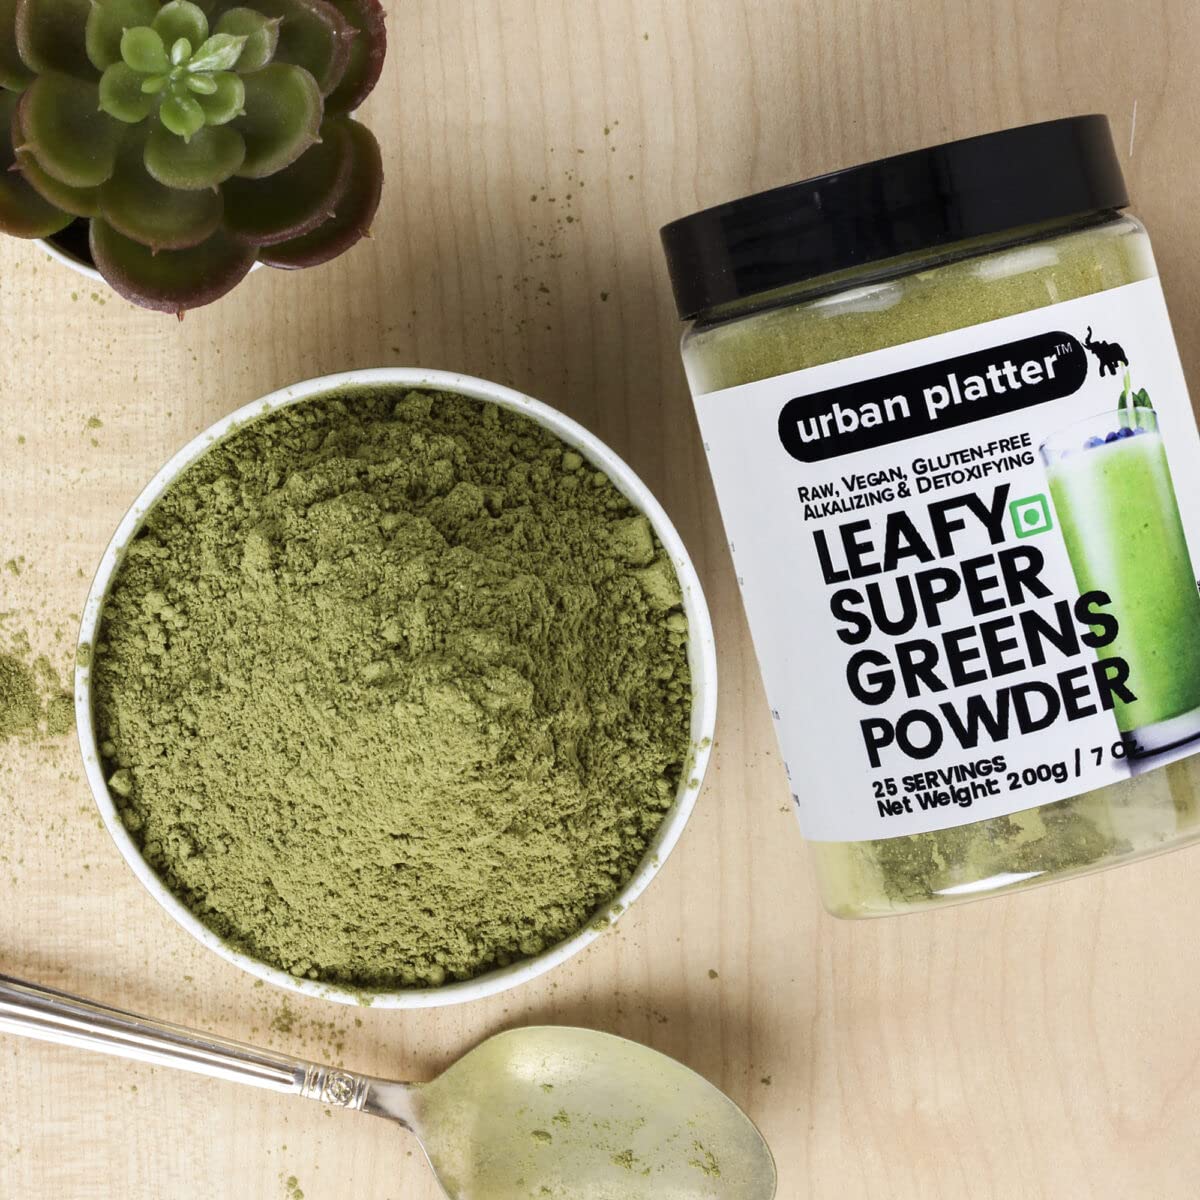 urban platter™
RAW, VEGAN, GLUTEN-FREE
ALKALIZING & DETOXIFYING
LEAFY
SUPER
GREENS
POWDER
25 SERVINGS
Net Weight: 200g / 7 oz.